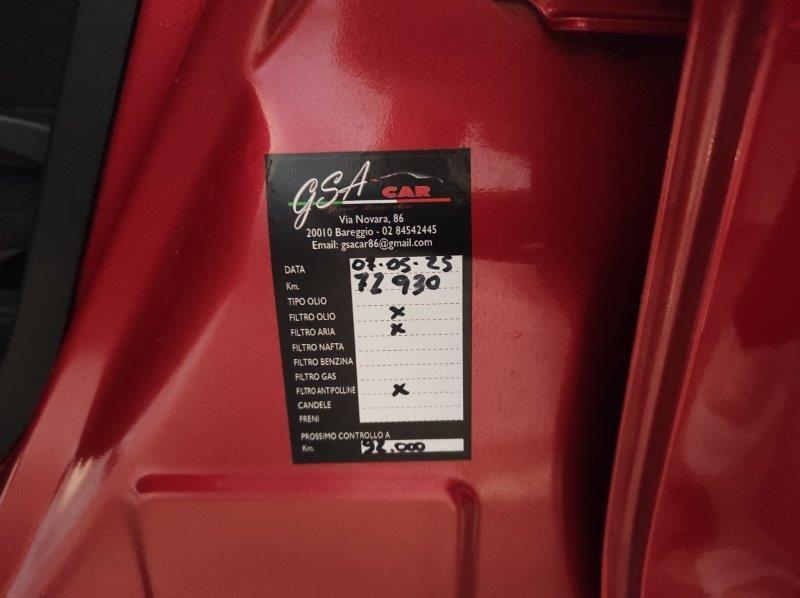 GSA CAR
Via Novara, 86
20010 Bareggio - 02 84542445
Email: gsacar86@gmail.com
DATA 07-05-25
Km. 72 930
TIPO OLIO
FILTRO OLIO x
FILTRO ARIA x
FILTRO NAFTA
FILTRO BENZINA
FILTRO GAS
FILTRO ANTIPOLLINE x
CANDELE
FRENI
PROSSIMO CONTROLLO A
Km. 92.000